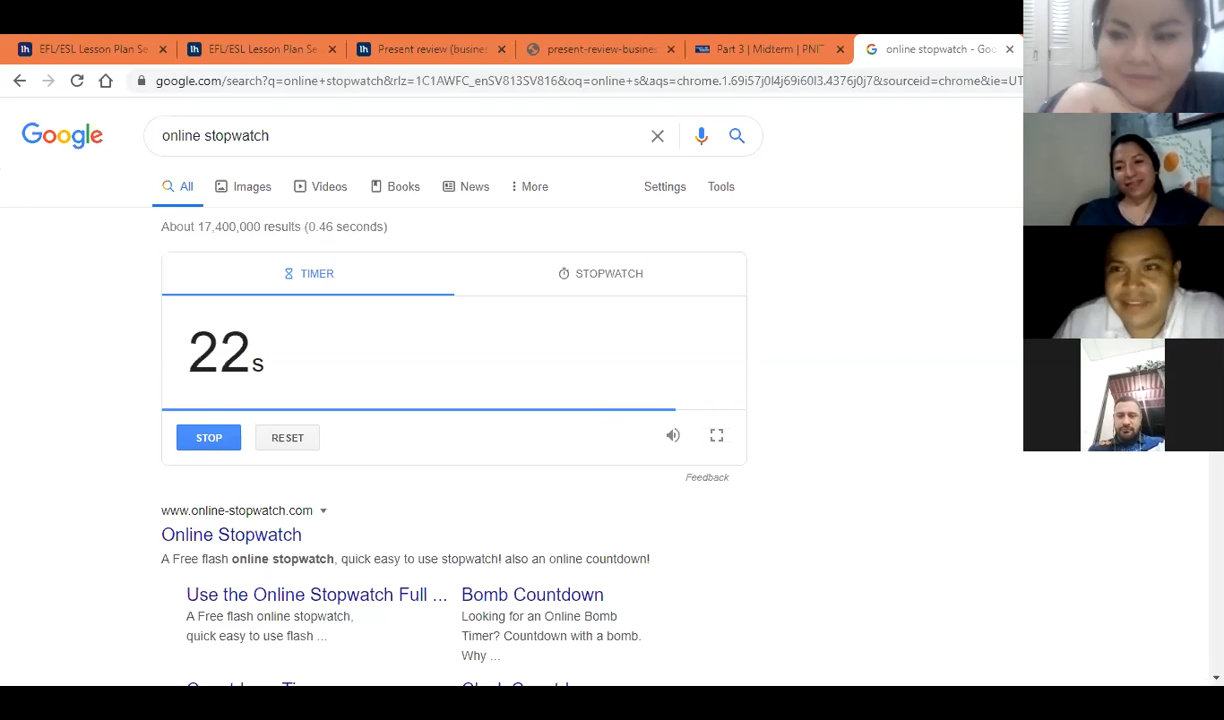 EFL/ESL Lesson Plan Se
EFL/ESL Lesson Plan Se
Present review (busine
present-review-busines
Part 3 | Midterm | PNI
online stopwatch - Goo
google.com/search?q=online+stopwatch&rlz=1C1AWFC_enSV813SV816&oq=online+s&aqs=chrome.1.69i57j0l4j69i60l3.4376j0j7&sourceid=chrome&ie=UT
Google
online stopwatch
All
Images
Videos
Books
News
More
Settings
Tools
About 17,400,000 results (0.46 seconds)
TIMER
STOPWATCH
22s
STOP
RESET
Feedback
www.online-stopwatch.com
Online Stopwatch
A Free flash online stopwatch, quick easy to use stopwatch! also an online countdown!
Use the Online Stopwatch Full ...
A Free flash online stopwatch,
quick easy to use flash ...
Bomb Countdown
Looking for an Online Bomb
Timer? Countdown with a bomb.
Why ...